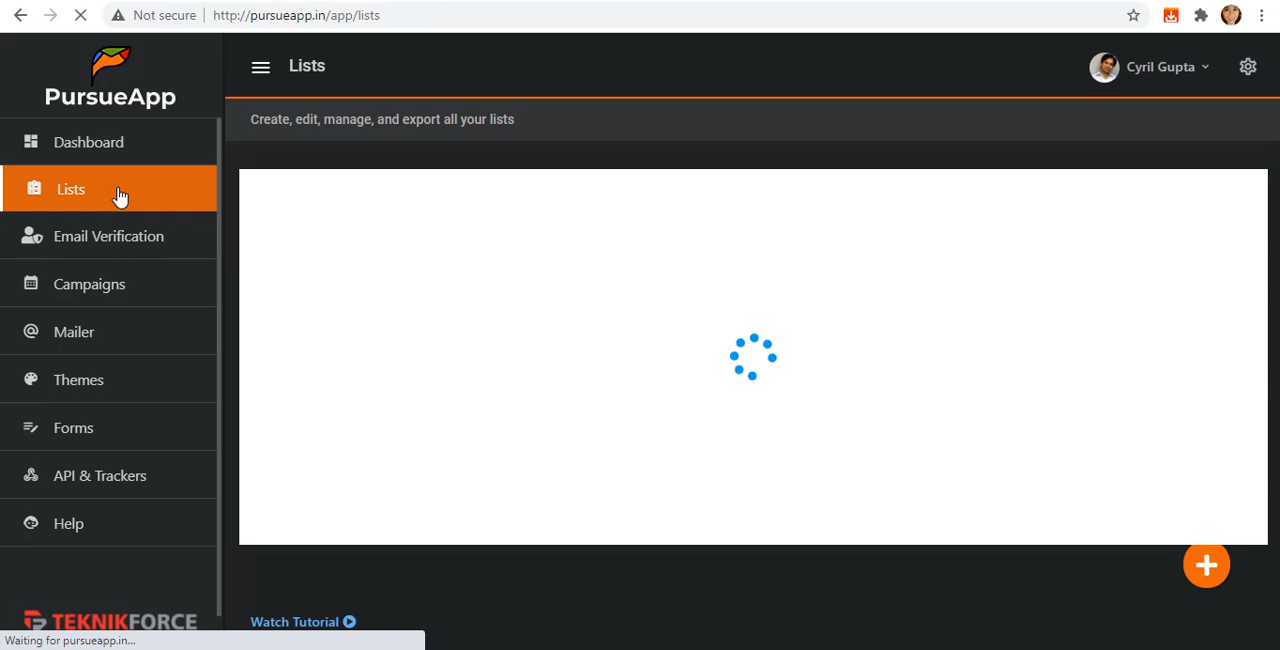 Not secure
http://pursueapp.in/app/lists
PursueApp
Lists
Cyril Gupta
Create, edit, manage, and export all your lists
Dashboard
Lists
Email Verification
Campaigns
Mailer
Themes
Forms
API & Trackers
Help
TEKNIKFORCE
Watch Tutorial
Waiting for pursueapp.in...